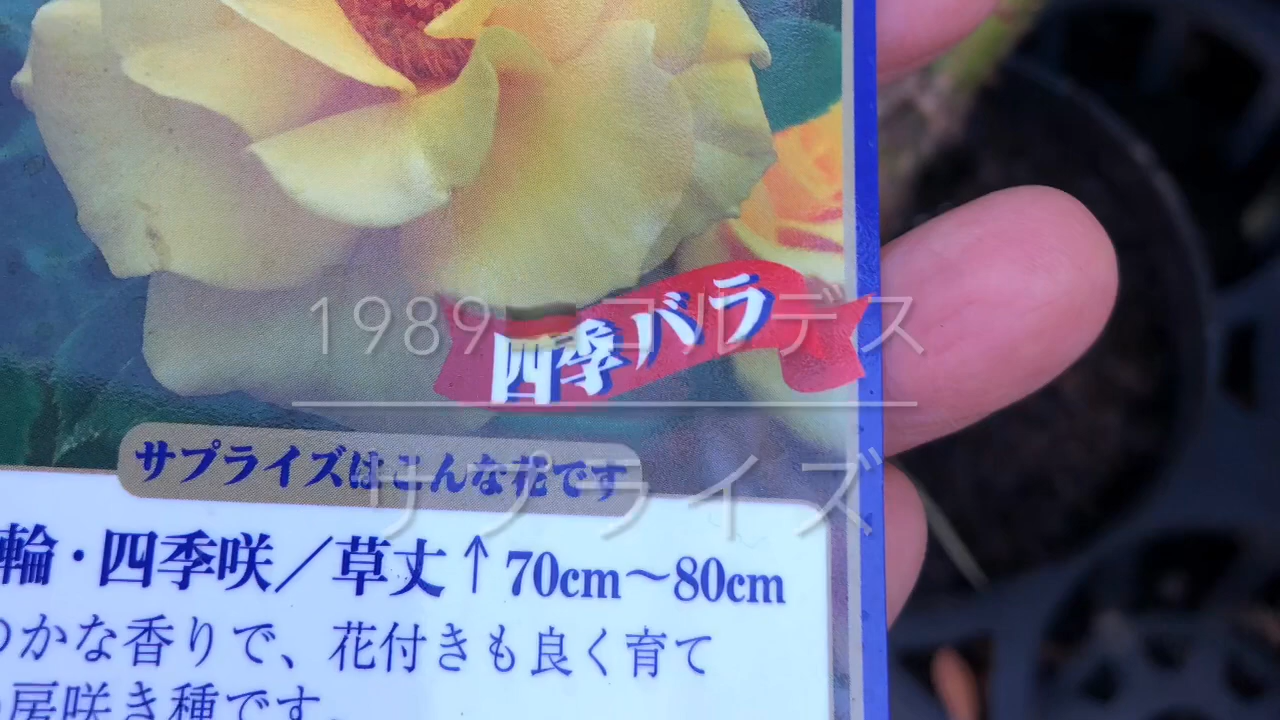 四季バラ
1989 コルデス
サプライズはこんな花です
サプライズ
輪・四季咲／草丈↑70cm～80cm
かな香りで、花付きも良く育て
房咲き種です。